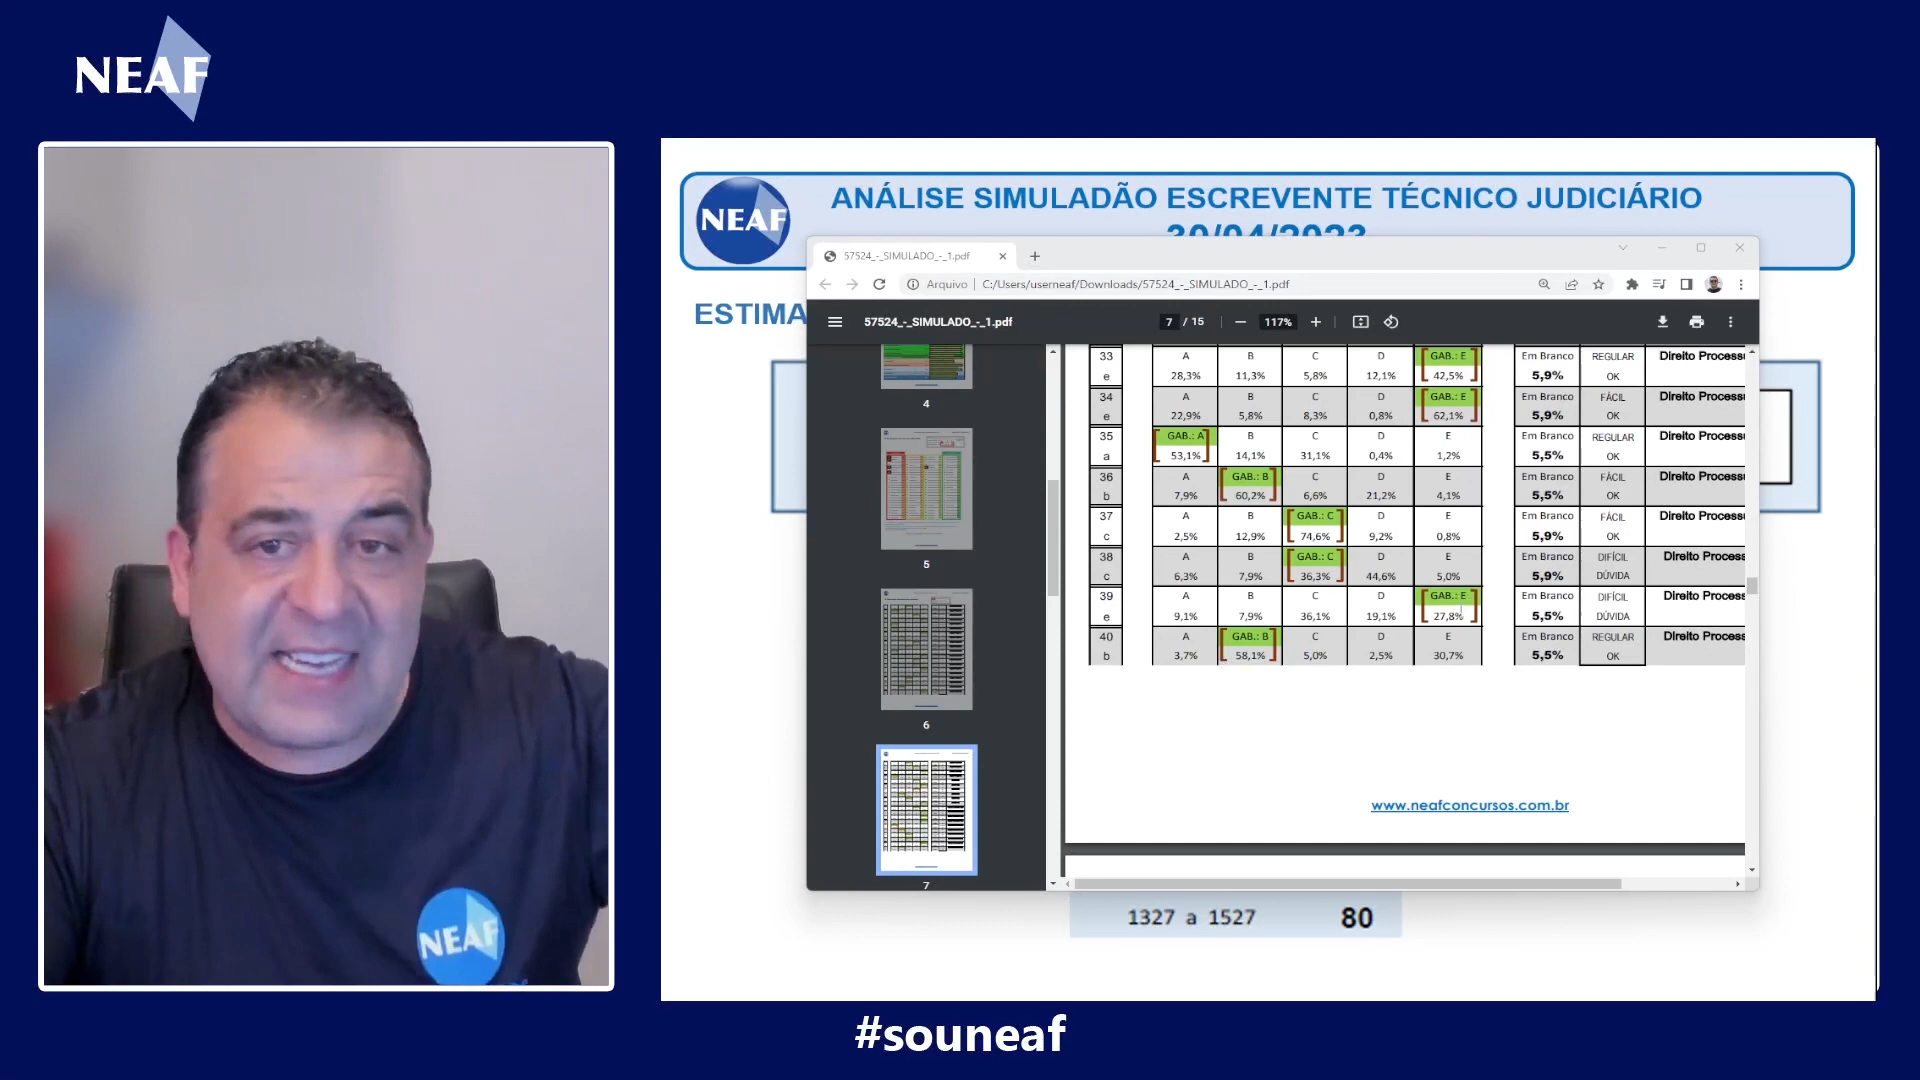 NEAF
NEAF
ANÁLISE SIMULADÃO ESCREVENTE TÉCNICO JUDICIÁRIO
30/04/2023
ESTIMA
57524_-_SIMULADO_-_1.pdf
Arquivo C:/Users/userneaf/Downloads/57524_-_SIMULADO_-_1.pdf
57524_-_SIMULADO_-_1.pdf 7 / 15 117%
4
5
6
7
33 A B C D GAB.: E Em Branco REGULAR Direito Process
e 28,3% 11,3% 5,8% 12,1% 42,5% 5,9% OK
34 A B C D GAB.: E Em Branco FÁCIL Direito Process
e 22,9% 5,8% 8,3% 0,8% 62,1% 5,9% OK
35 GAB.: A B C D E Em Branco REGULAR Direito Process
a 53,1% 14,1% 31,1% 0,4% 1,2% 5,5% OK
36 A GAB.: B C D E Em Branco FÁCIL Direito Process
b 7,9% 60,2% 6,6% 21,2% 4,1% 5,5% OK
37 A B GAB.: C D E Em Branco FÁCIL Direito Process
c 2,5% 12,9% 74,6% 9,2% 0,8% 5,9% OK
38 A B GAB.: C D E Em Branco DIFÍCIL Direito Process
c 6,3% 7,9% 36,3% 44,6% 5,0% 5,9% DÚVIDA
39 A B C D GAB.: E Em Branco DIFÍCIL Direito Process
e 9,1% 7,9% 36,1% 19,1% 27,8% 5,5% DÚVIDA
40 A GAB.: B C D E Em Branco REGULAR Direito Process
b 3,7% 58,1% 5,0% 2,5% 30,7% 5,5% OK
www.neafconcursos.com.br
1327 a 1527 80
NEAF
#souneaf